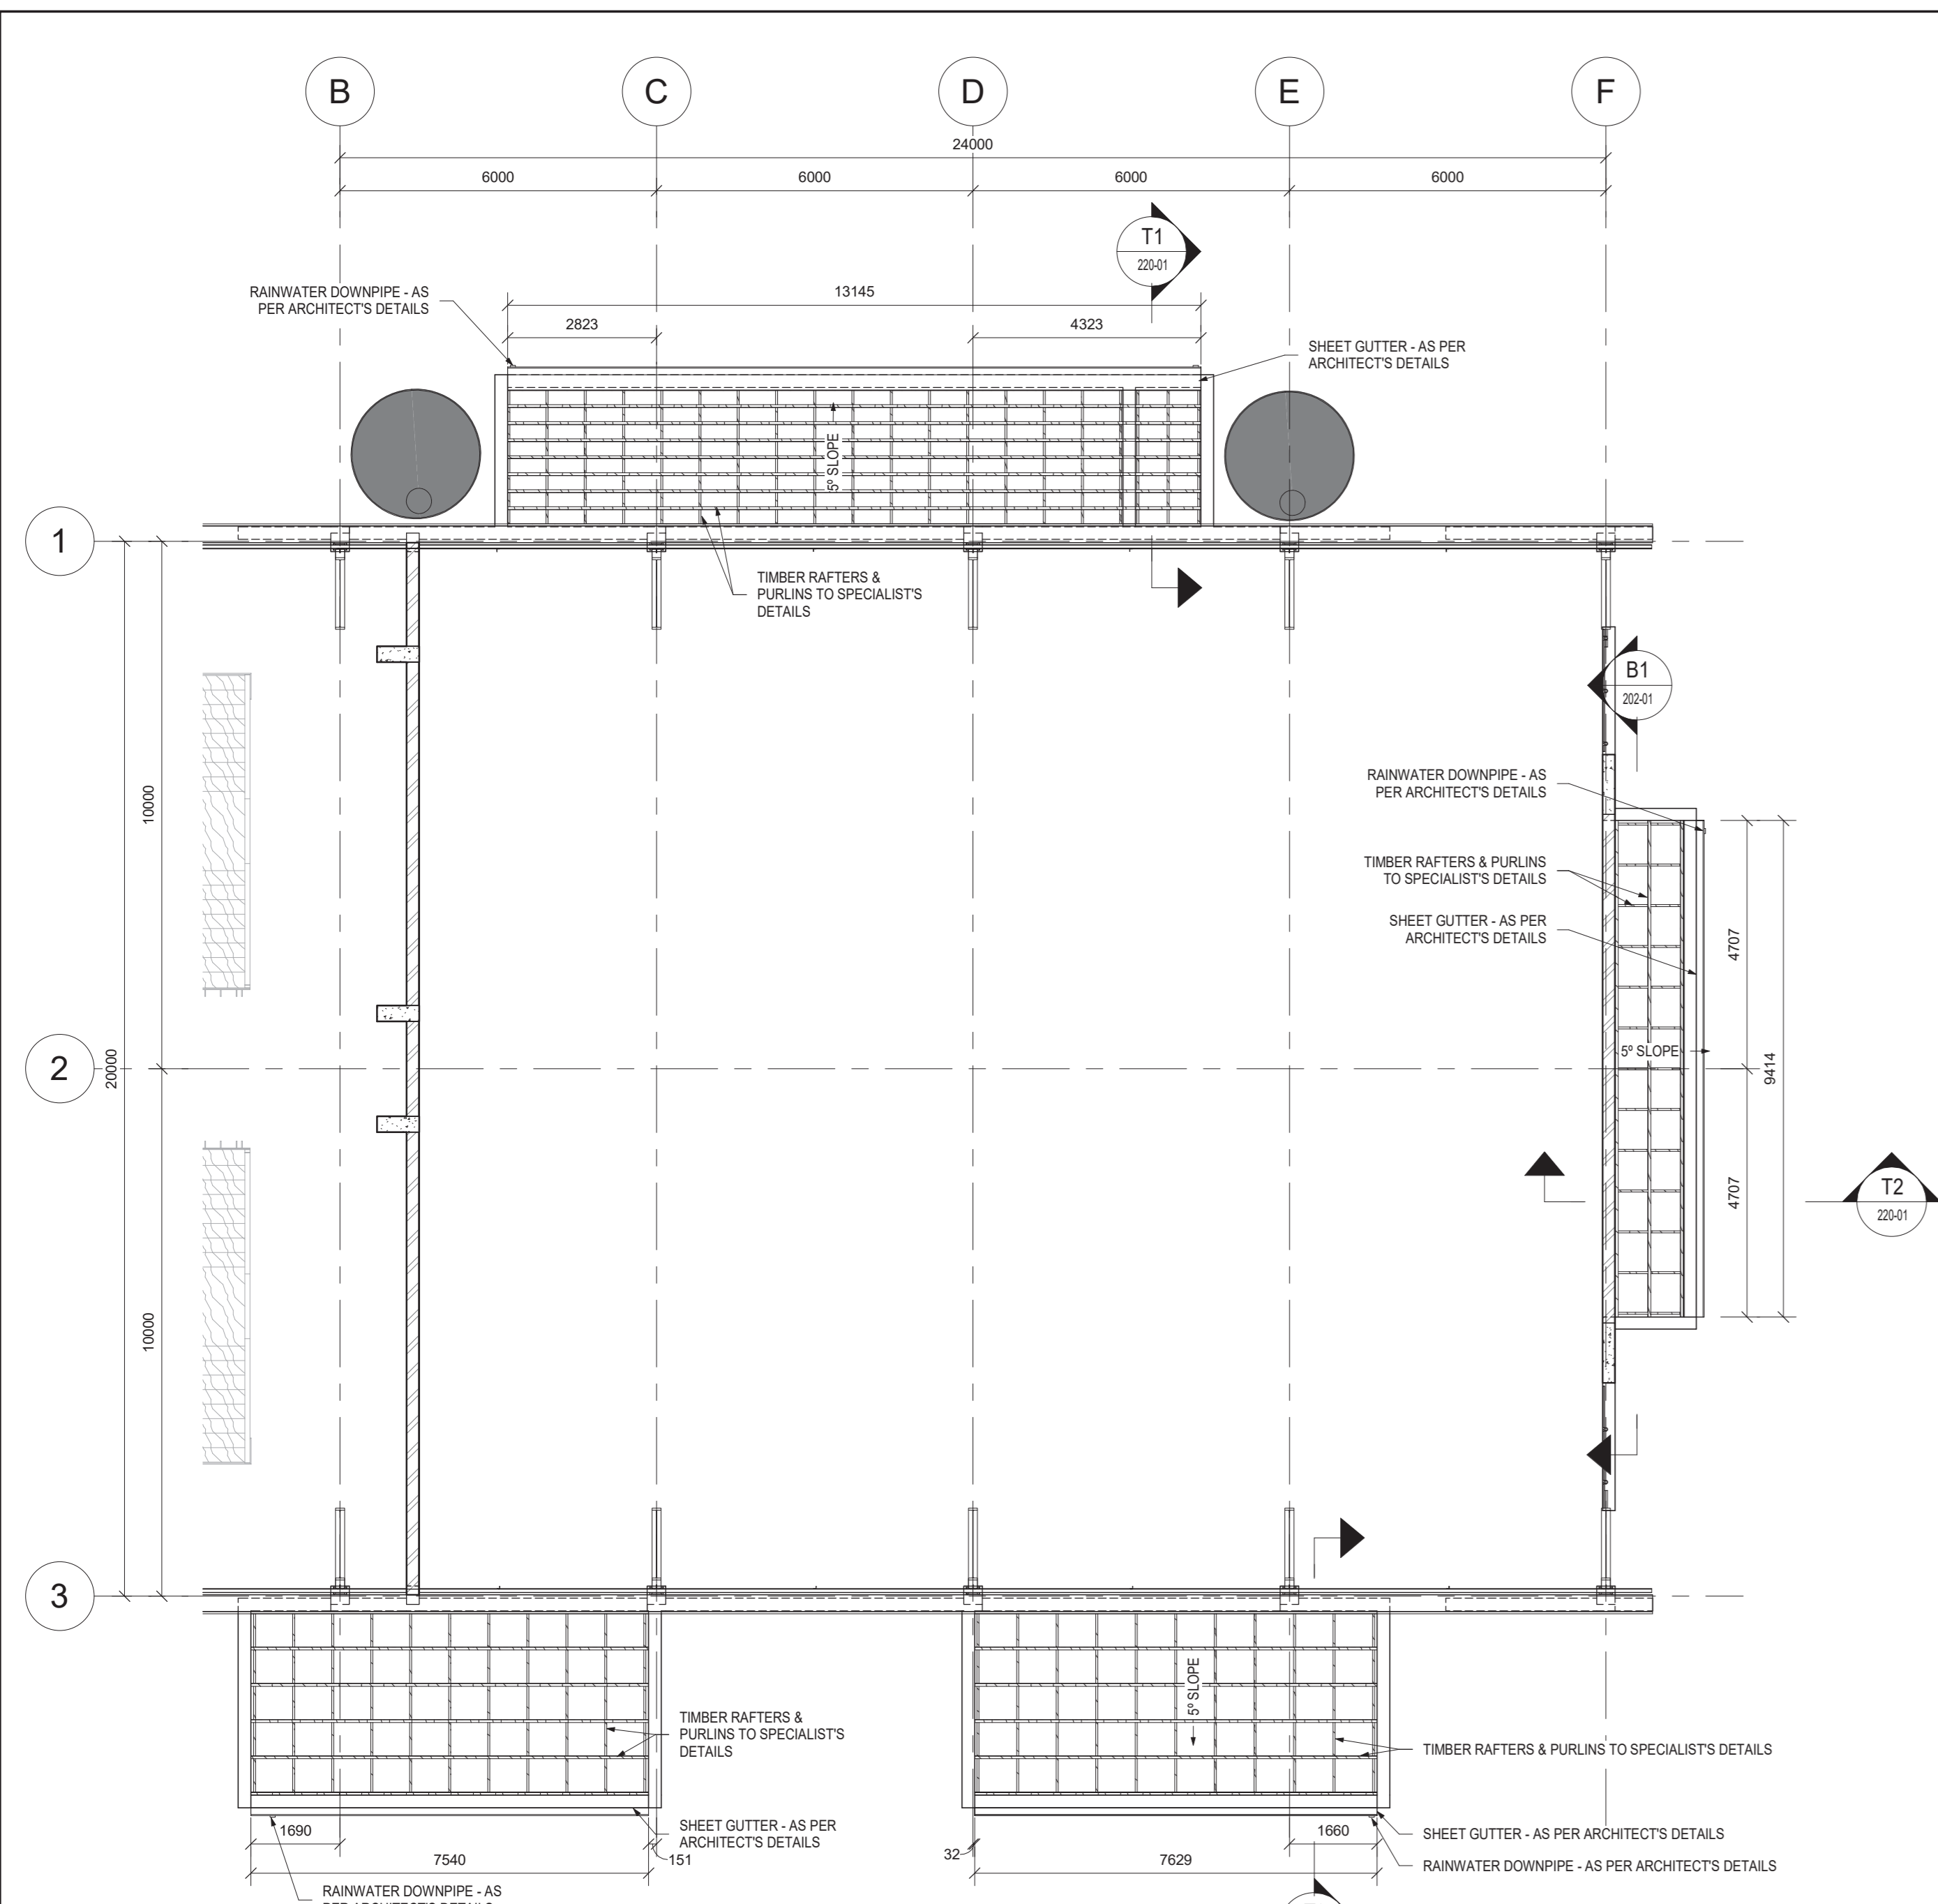 B
C
D
E
F
24000
6000
6000
6000
6000
T1
220-01
RAINWATER DOWNPIPE - AS
PER ARCHITECT'S DETAILS
13145
2823
4323
SHEET GUTTER - AS PER
ARCHITECT'S DETAILS
5º SLOPE
1
TIMBER RAFTERS &
PURLINS TO SPECIALIST'S
DETAILS
B1
202-01
10000
RAINWATER DOWNPIPE - AS
PER ARCHITECT'S DETAILS
TIMBER RAFTERS & PURLINS
TO SPECIALIST'S DETAILS
SHEET GUTTER - AS PER
ARCHITECT'S DETAILS
4707
5º SLOPE
9414
2
20000
4707
T2
220-01
10000
3
5º SLOPE
TIMBER RAFTERS &
PURLINS TO SPECIALIST'S
DETAILS
TIMBER RAFTERS & PURLINS TO SPECIALIST'S DETAILS
SHEET GUTTER - AS PER
ARCHITECT'S DETAILS
1690
7540
151
32
1660
7629
SHEET GUTTER - AS PER ARCHITECT'S DETAILS
RAINWATER DOWNPIPE - AS PER ARCHITECT'S DETAILS
RAINWATER DOWNPIPE - AS